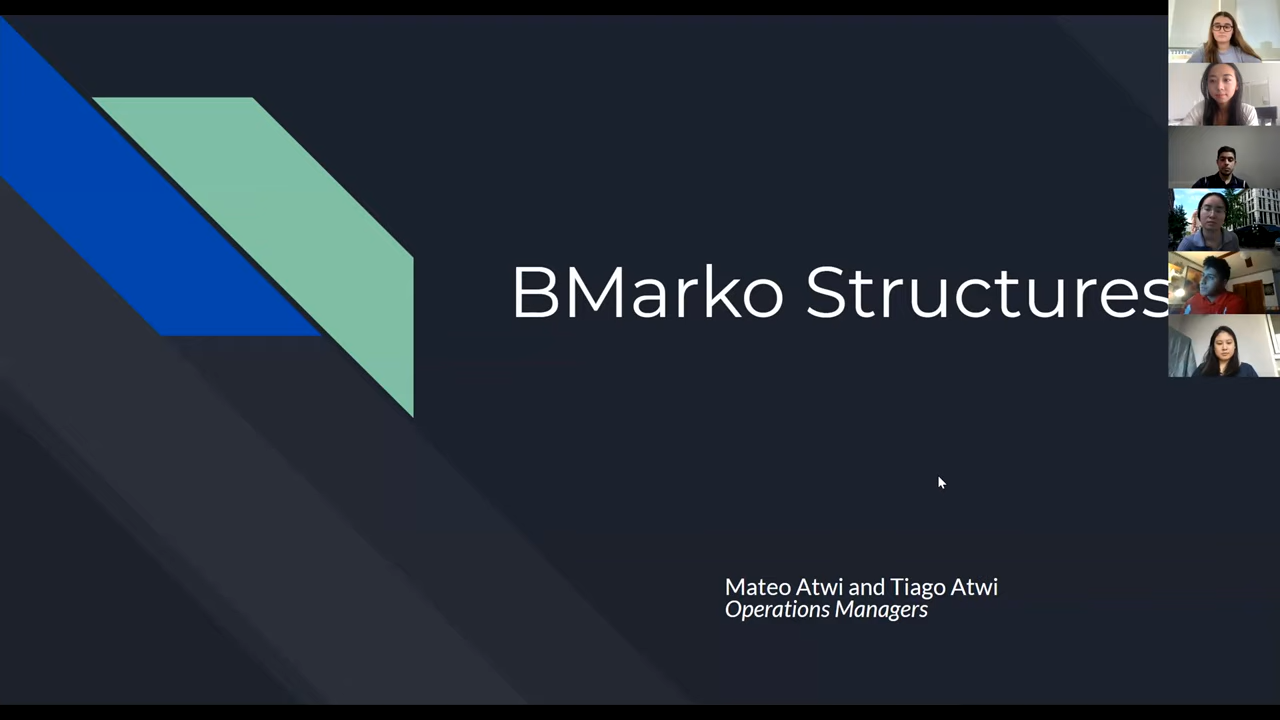 BMarko Structures
Mateo Atwi and Tiago Atwi
Operations Managers